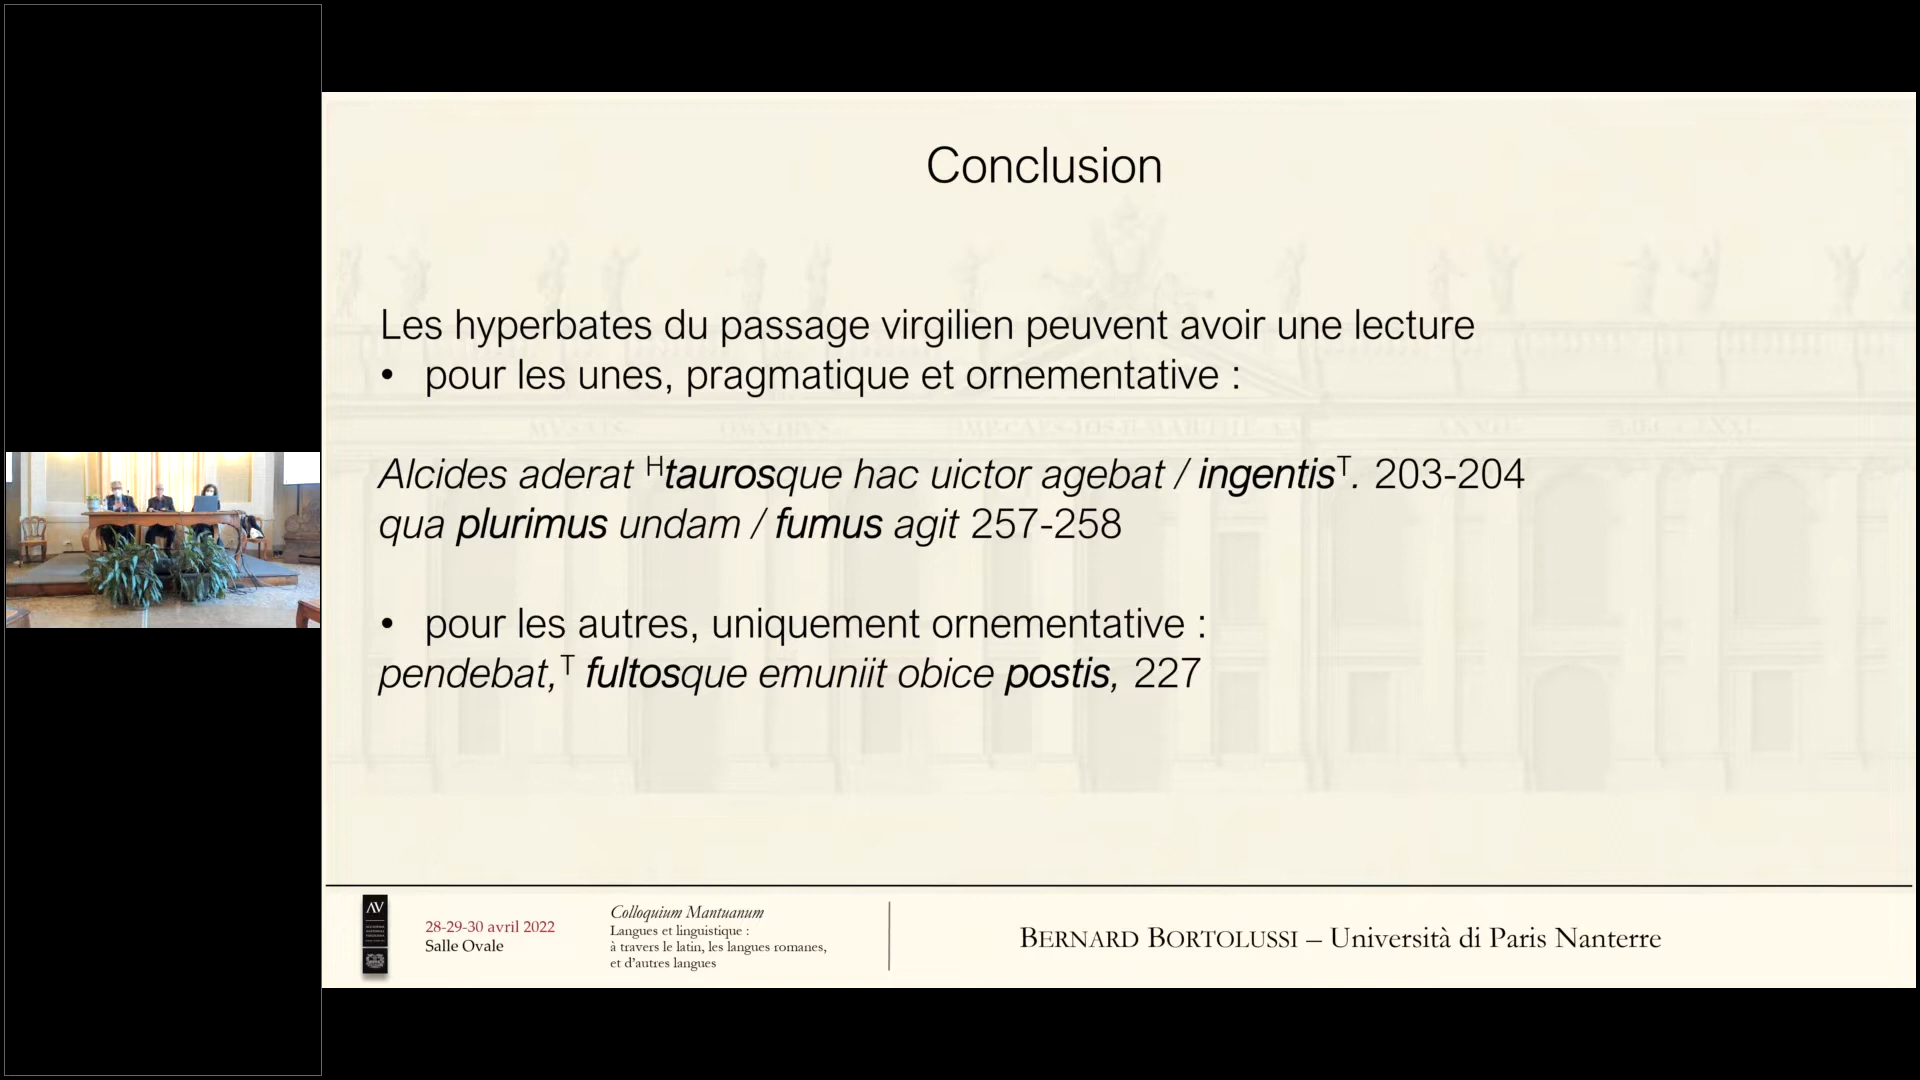 Conclusion
Les hyperbates du passage virgilien peuvent avoir une lecture
• pour les unes, pragmatique et ornementative :
Alcides aderat ᴴtaurosque hac uictor agebat / ingentisᵀ. 203-204
qua plurimus undam / fumus agit 257-258
• pour les autres, uniquement ornementative :
pendebat,ᵀ fultosque emuniit obice postis, 227
AV
28-29-30 avril 2022
Salle Ovale
Colloquium Mantuanum
Langues et linguistique :
à travers le latin, les langues romanes,
et d'autres langues
BERNARD BORTOLUSSI – Università di Paris Nanterre